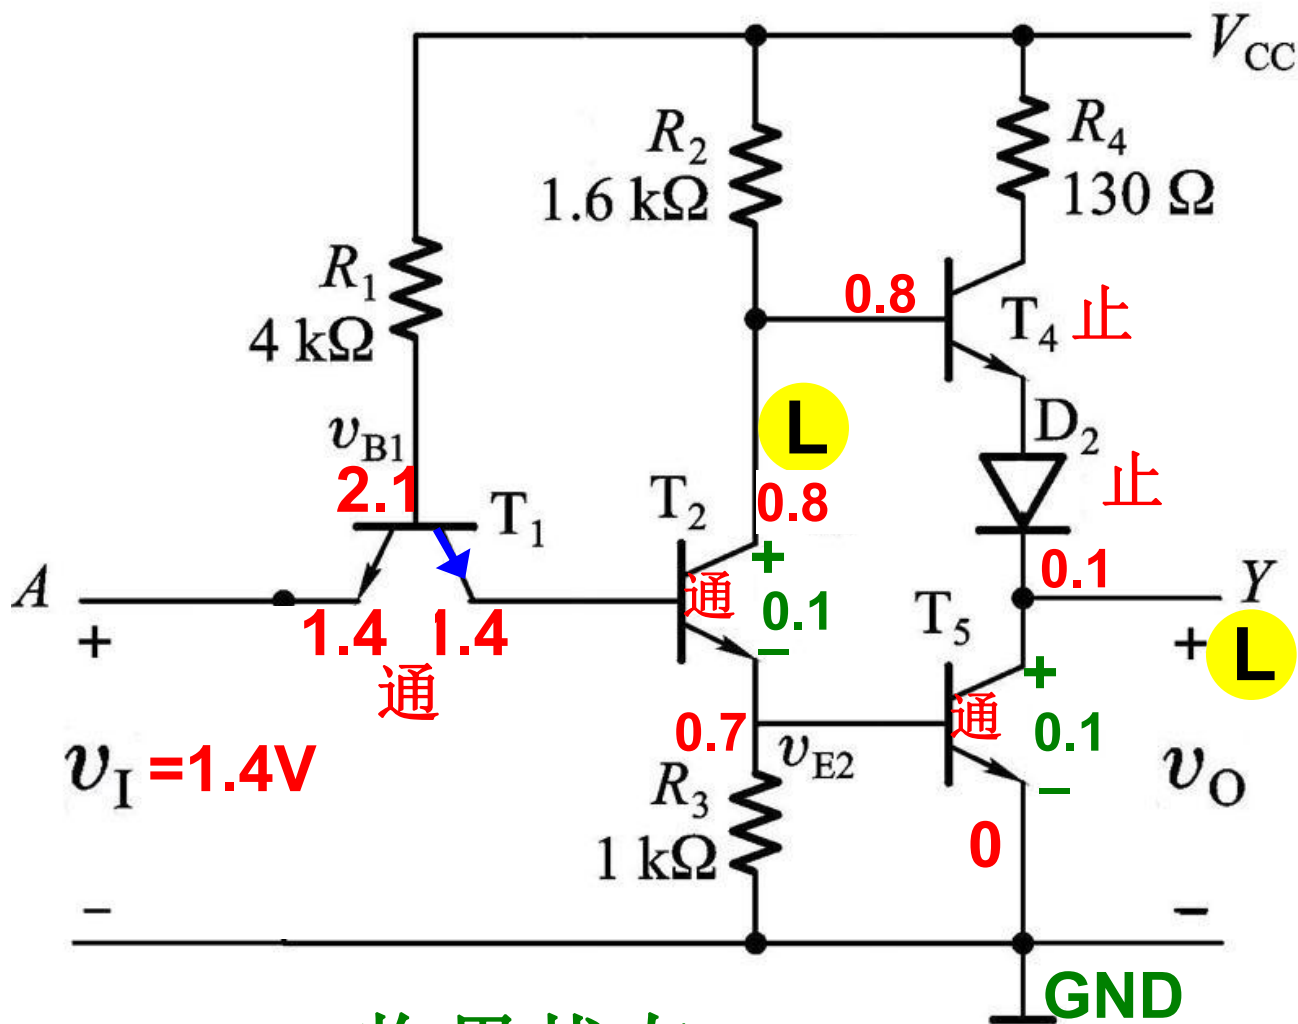 V_CC
R_2
1.6 kΩ
R_4
130 Ω
R_1
4 kΩ
0.8
T_4 止
L
D_2
v_B1
2.1
T_1
T_2
0.8
止
A
+
1.4
1.4
通
通
+
0.1
−
0.1
Y
T_5
+
L
v_I =1.4V
0.7
v_E2
通
+
0.1
−
v_O
R_3
1 kΩ
0
−
−
GND